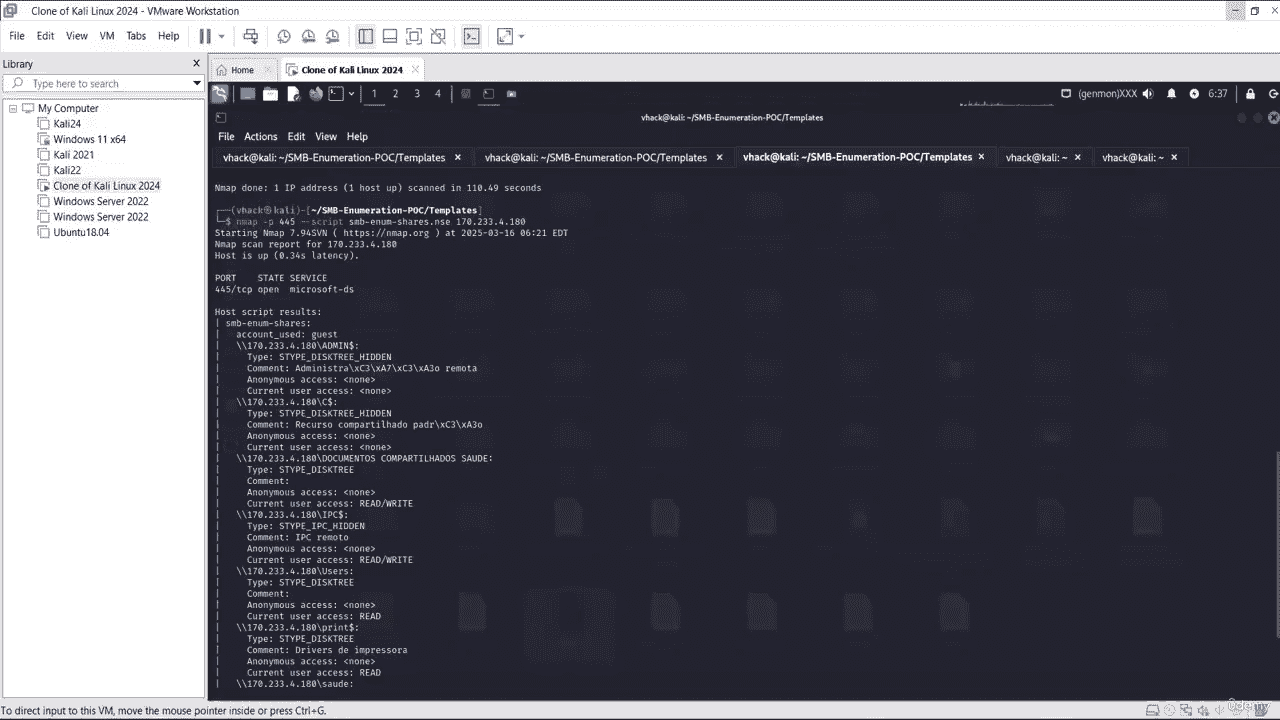 Clone of Kali Linux 2024 - VMware Workstation
File Edit View VM Tabs Help
Library X
Type here to search
Home Clone of Kali Linux 2024
My Computer
Kali24
Windows 11 x64
Kali 2021
Kali22
Clone of Kali Linux 2024
Windows Server 2022
Windows Server 2022
Ubuntu18.04
1 2 3 4 (genmon)XXX 6:37
vhack@kali: ~/SMB-Enumeration-POC/Templates
File Actions Edit View Help
vhack@kali: ~/SMB-Enumeration-POC/Templates × vhack@kali: ~/SMB-Enumeration-POC/Templates × vhack@kali: ~/SMB-Enumeration-POC/Templates × vhack@kali: ~ × vhack@kali: ~ ×
Nmap done: 1 IP address (1 host up) scanned in 110.49 seconds
┌──(vhack㉿kali)-[~/SMB-Enumeration-POC/Templates]
└─$ nmap -p 445 --script smb-enum-shares.nse 170.233.4.180
Starting Nmap 7.94SVN ( https://nmap.org ) at 2025-03-16 06:21 EDT
Nmap scan report for 170.233.4.180
Host is up (0.34s latency).
PORT    STATE SERVICE
445/tcp open  microsoft-ds
Host script results:
| smb-enum-shares:
|   account_used: guest
|   \\170.233.4.180\ADMIN$:
|     Type: STYPE_DISKTREE_HIDDEN
|     Comment: Administra\xC3\xA7\xC3\xA3o remota
|     Anonymous access: <none>
|     Current user access: <none>
|   \\170.233.4.180\C$:
|     Type: STYPE_DISKTREE_HIDDEN
|     Comment: Recurso compartilhado padr\xC3\xA3o
|     Anonymous access: <none>
|     Current user access: <none>
|   \\170.233.4.180\DOCUMENTOS COMPARTILHADOS SAUDE:
|     Type: STYPE_DISKTREE
|     Comment:
|     Anonymous access: <none>
|     Current user access: READ/WRITE
|   \\170.233.4.180\IPC$:
|     Type: STYPE_IPC_HIDDEN
|     Comment: IPC remoto
|     Anonymous access: <none>
|     Current user access: READ/WRITE
|   \\170.233.4.180\Users:
|     Type: STYPE_DISKTREE
|     Comment:
|     Anonymous access: <none>
|     Current user access: READ
|   \\170.233.4.180\print$:
|     Type: STYPE_DISKTREE
|     Comment: Drivers de impressora
|     Anonymous access: <none>
|     Current user access: READ
|   \\170.233.4.180\saude:
To direct input to this VM, move the mouse pointer inside or press Ctrl+G.